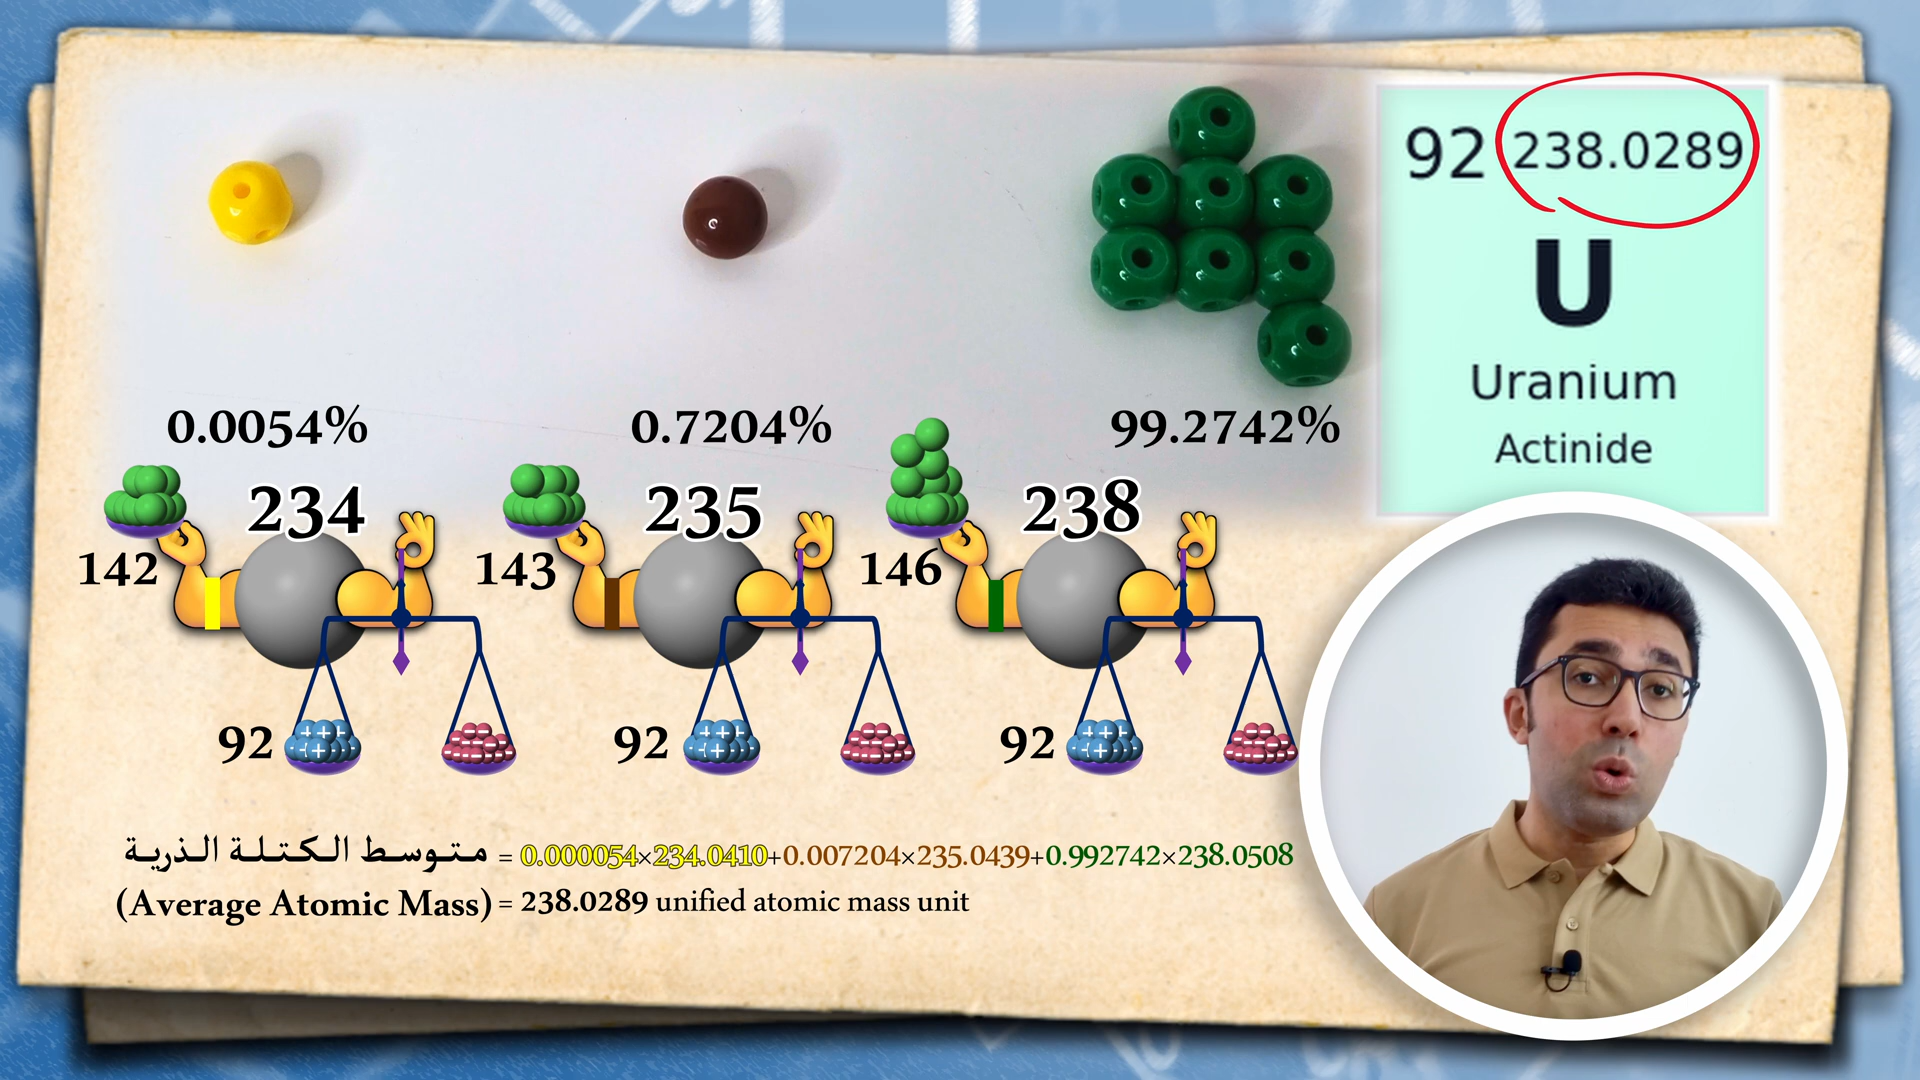 92 238.0289
U
Uranium
Actinide
0.0054% 0.7204% 99.2742%
234 235 238
142 143 146
92 92 92
متوسط الكتلة الذرية = 0.000054×234.0410+0.007204×235.0439+0.992742×238.0508
(Average Atomic Mass) = 238.0289 unified atomic mass unit